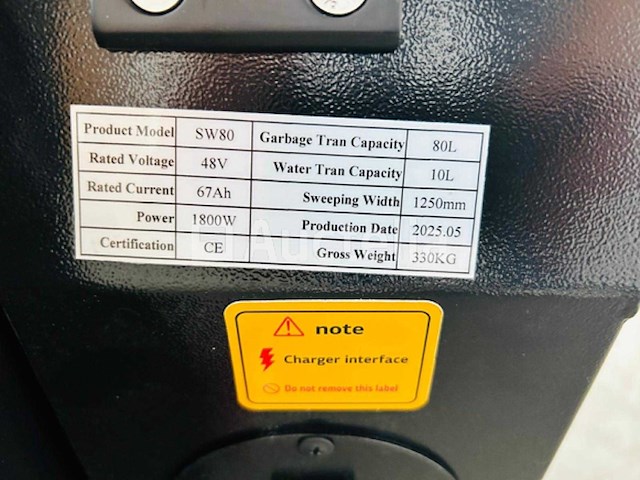 Product Model SW80 Garbage Tran Capacity 80L
Rated Voltage 48V Water Tran Capacity 10L
Rated Current 67Ah Sweeping Width 1250mm
Power 1800W Production Date 2025.05
Certification CE Gross Weight 330KG
note
Charger interface
Do not remove this label